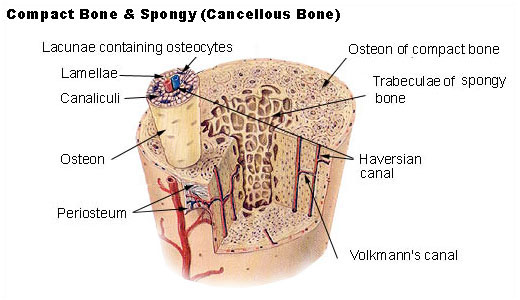 Compact Bone & Spongy (Cancellous Bone)
Lacunae containing osteocytes
Lamellae
Canaliculi
Osteon
Periosteum
Osteon of compact bone
Trabeculae of spongy
bone
Haversian
canal
Volkmann's canal